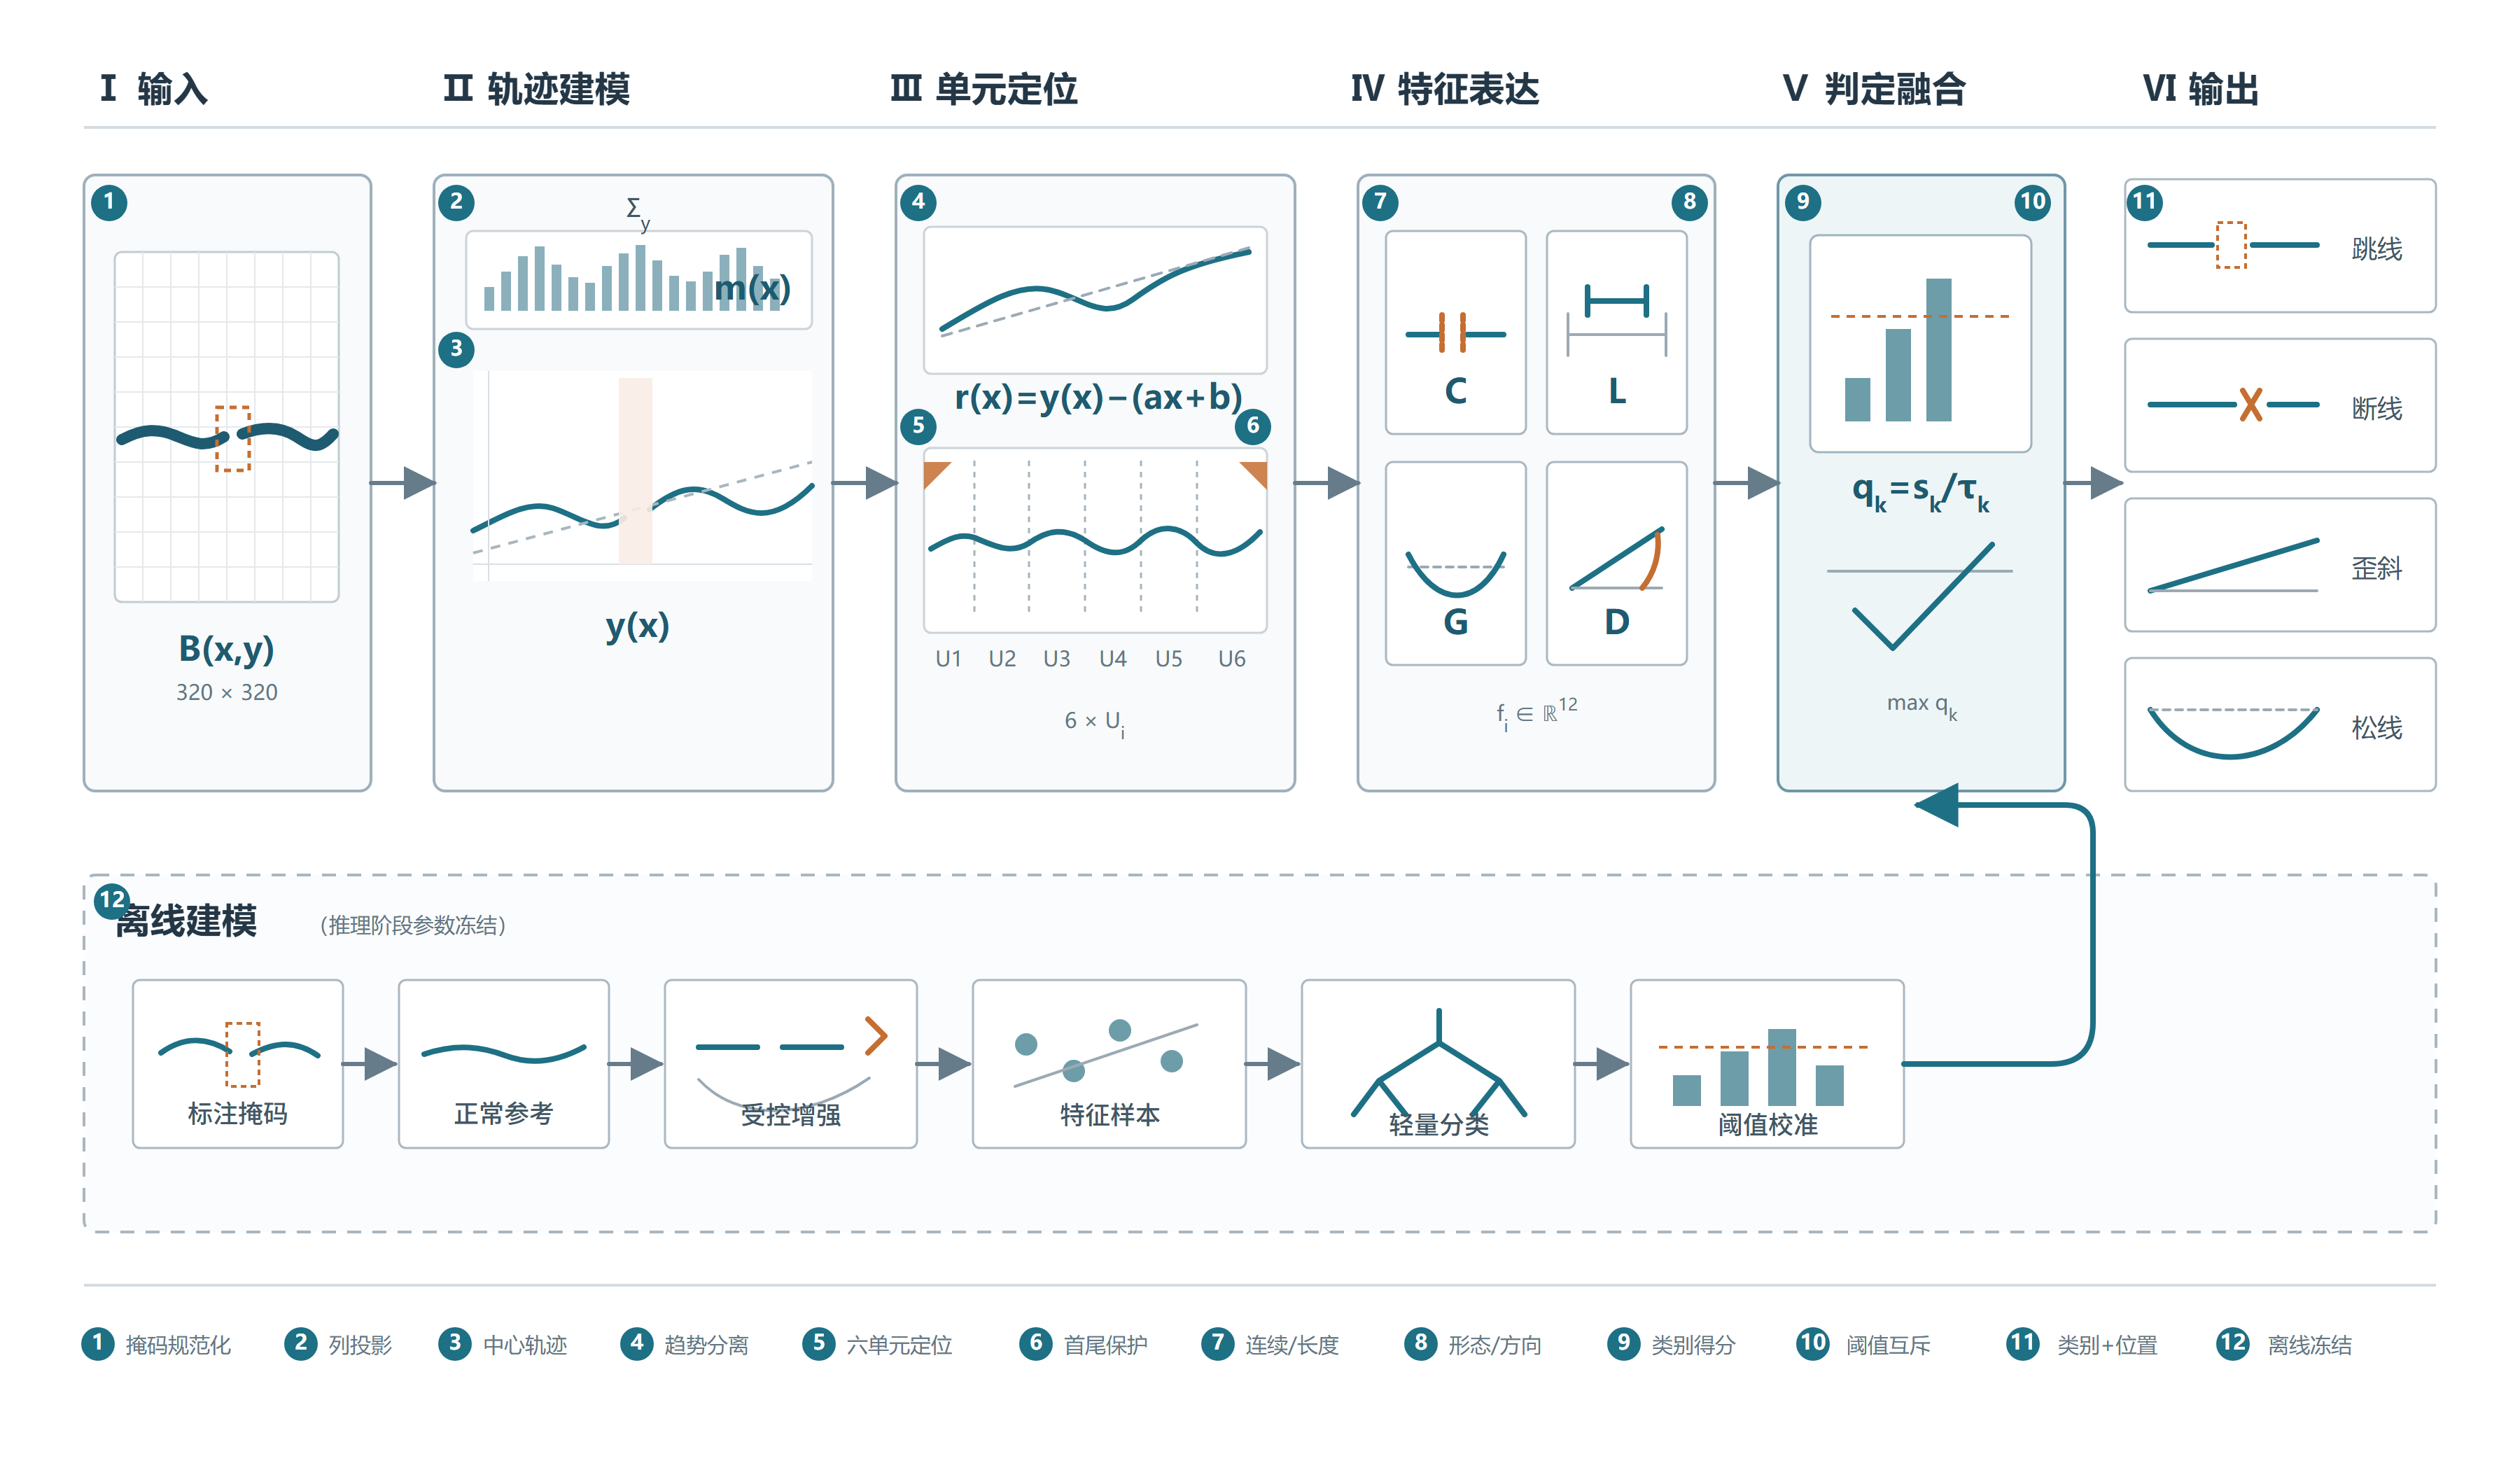 I 输入
II 轨迹建模
III 单元定位
IV 特征表达
V 判定融合
VI 输出
1
B(x,y)
320 × 320
2
Σy
m(x)
3
y(x)
4
r(x)=y(x)−(ax+b)
5
6
U1 U2 U3 U4 U5 U6
6 × Ui
7
8
C
L
G
D
fi ∈ ℝ12
9
10
qk=sk/τk
max qk
11
跳线
断线
歪斜
松线
12
离线建模 (推理阶段参数冻结)
标注掩码
正常参考
受控增强
特征样本
轻量分类
阈值校准
1 掩码规范化
2 列投影
3 中心轨迹
4 趋势分离
5 六单元定位
6 首尾保护
7 连续/长度
8 形态/方向
9 类别得分
10 阈值互斥
11 类别+位置
12 离线冻结